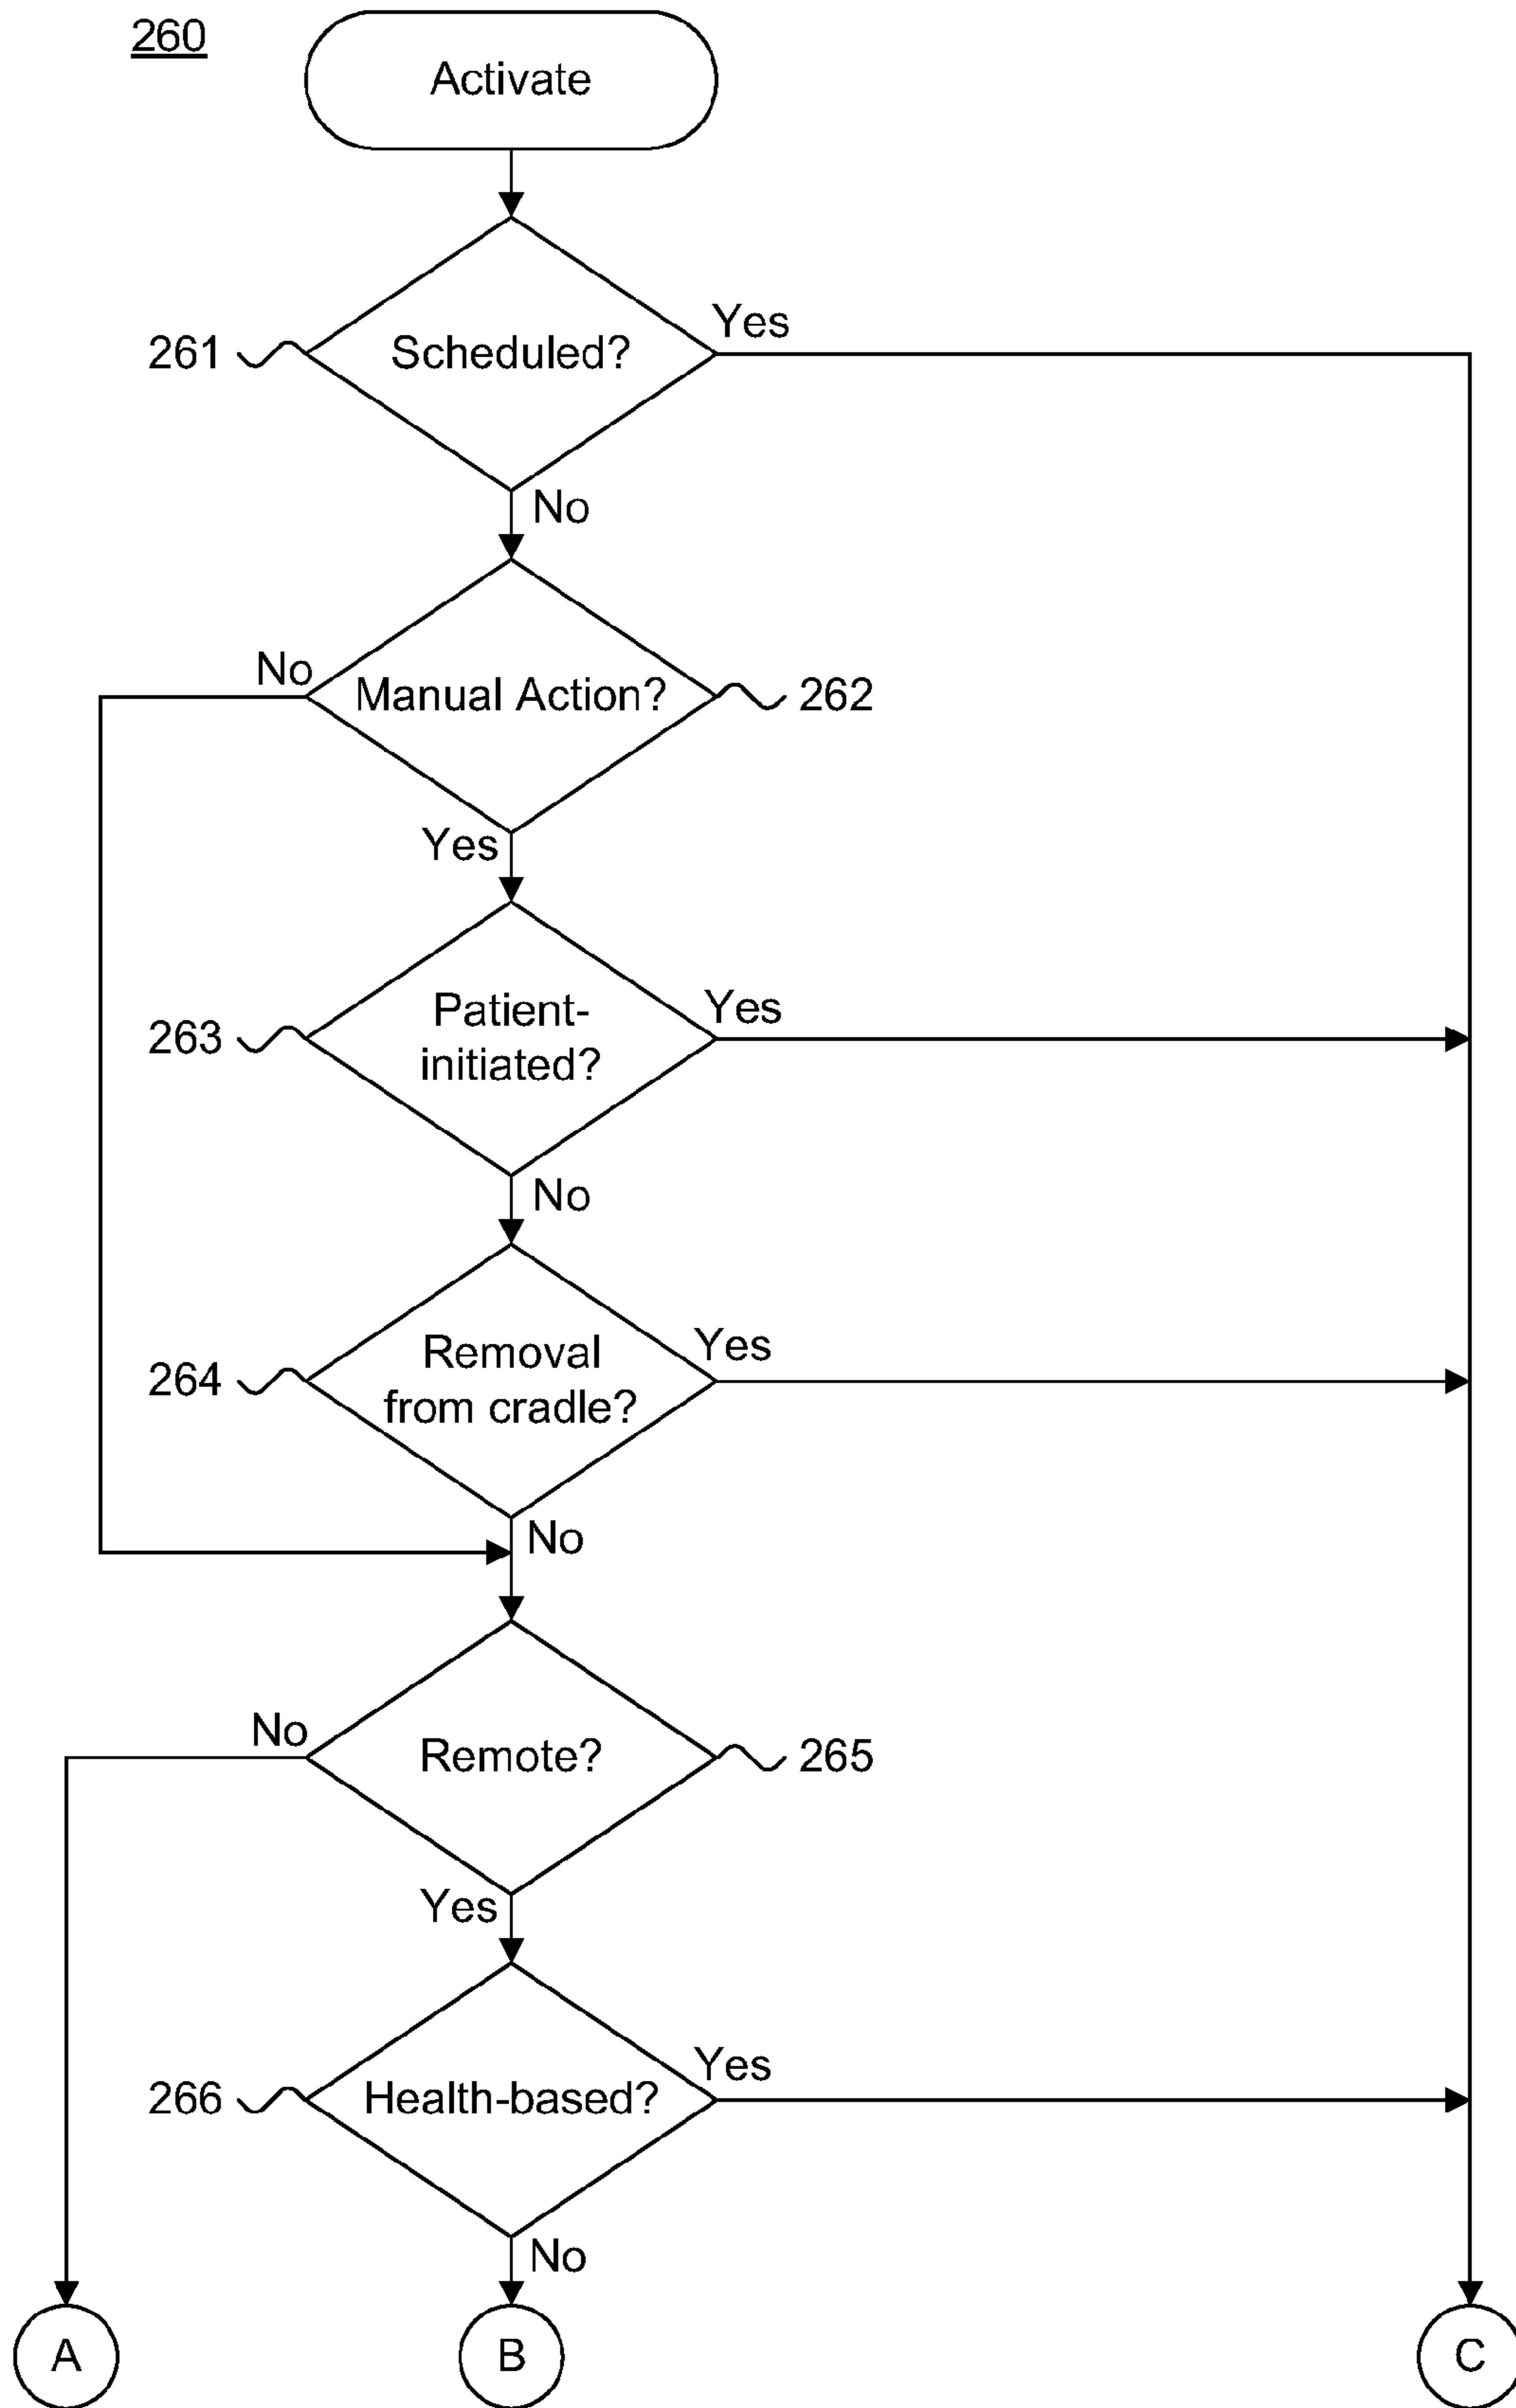 260
Activate
Yes
261
Scheduled?
No
No
Manual Action?
262
Yes
Patient-
initiated?
Yes
263
No
Removal
from cradle?
Yes
264
No
No
Remote?
265
Yes
Yes
266
Health-based?
No
A
B
C